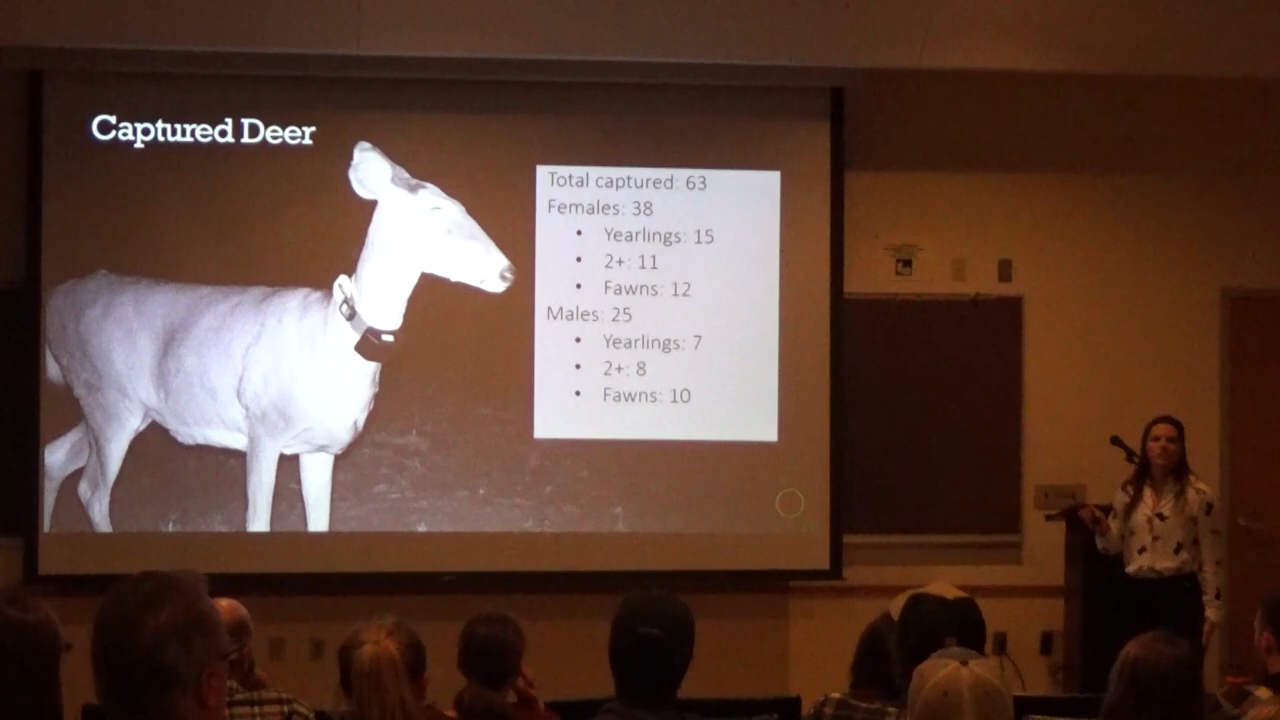 Captured Deer
Total captured: 63
Females: 38
• Yearlings: 15
• 2+: 11
• Fawns: 12
Males: 25
• Yearlings: 7
• 2+: 8
• Fawns: 10